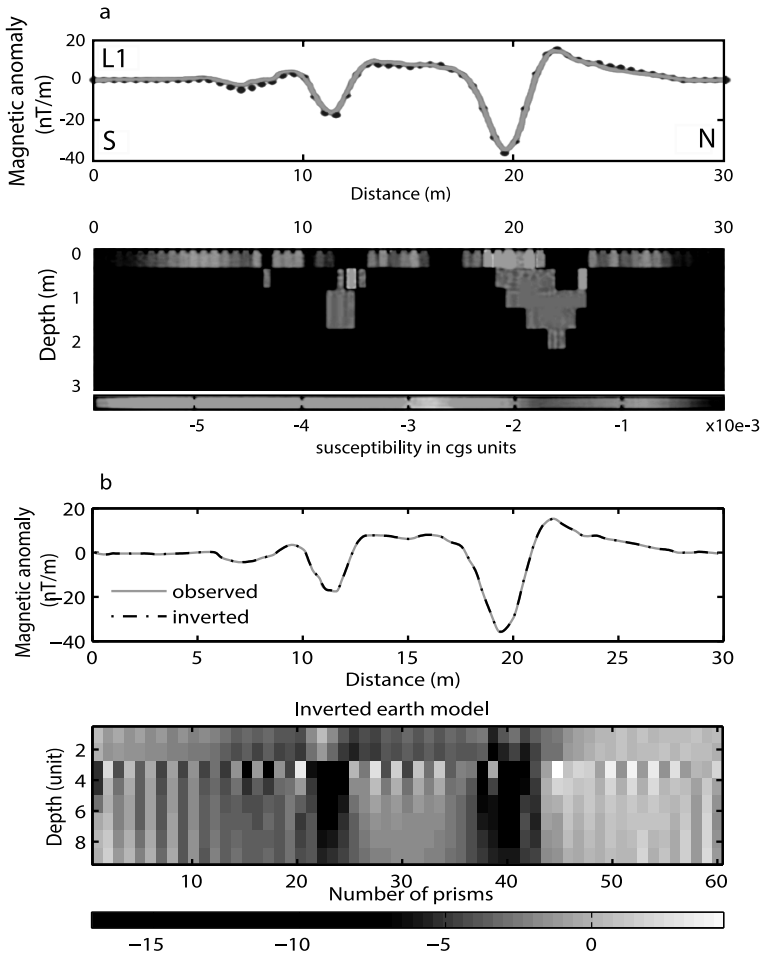 a
Magnetic anomaly
(nT/m)
20
0
-20
-40
L1
S
N
0 10 20 30
Distance (m)
0 10 20 30
Depth (m)
0
1
2
3
-5 -4 -3 -2 -1 x10e-3
susceptibility in cgs units
b
Magnetic anomaly
(nT/m)
20
0
−20
−40
observed
inverted
0 5 10 15 20 25 30
Distance (m)
Inverted earth model
Depth (unit)
2
4
6
8
10 20 30 40 50 60
Number of prisms
−15 −10 −5 0